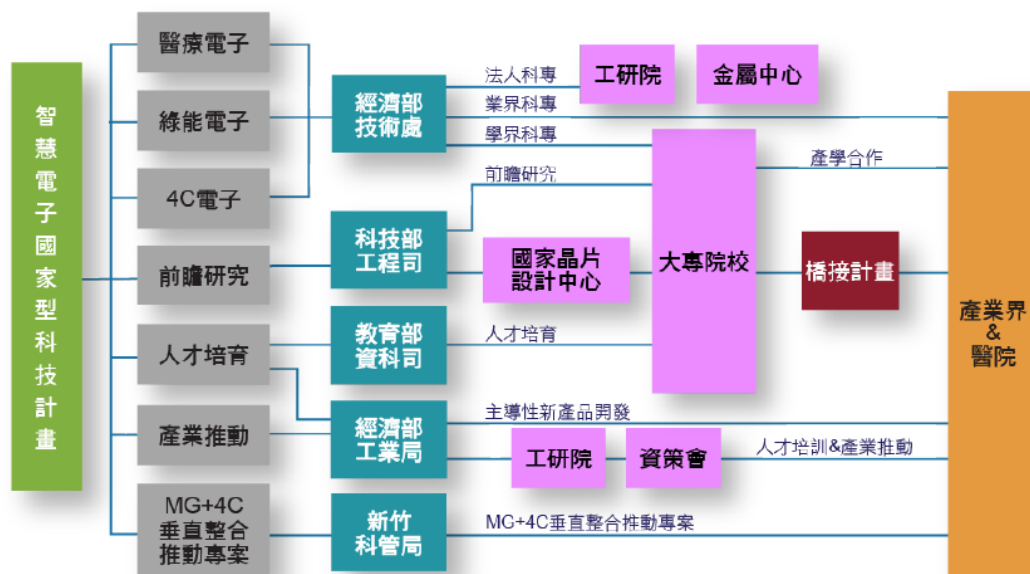 智慧電子國家型科技計畫
醫療電子
綠能電子
4C電子
前瞻研究
人才培育
產業推動
MG+4C
垂直整合
推動專案
經濟部
技術處
科技部
工程司
教育部
資科司
經濟部
工業局
新竹
科管局
法人科專
業界科專
學界科專
前瞻研究
人才培育
主導性新產品開發
MG+4C垂直整合推動專案
工研院
金屬中心
國家晶片
設計中心
大專院校
工研院
資策會
產學合作
橋接計畫
人才培訓&產業推動
產業界
&
醫院